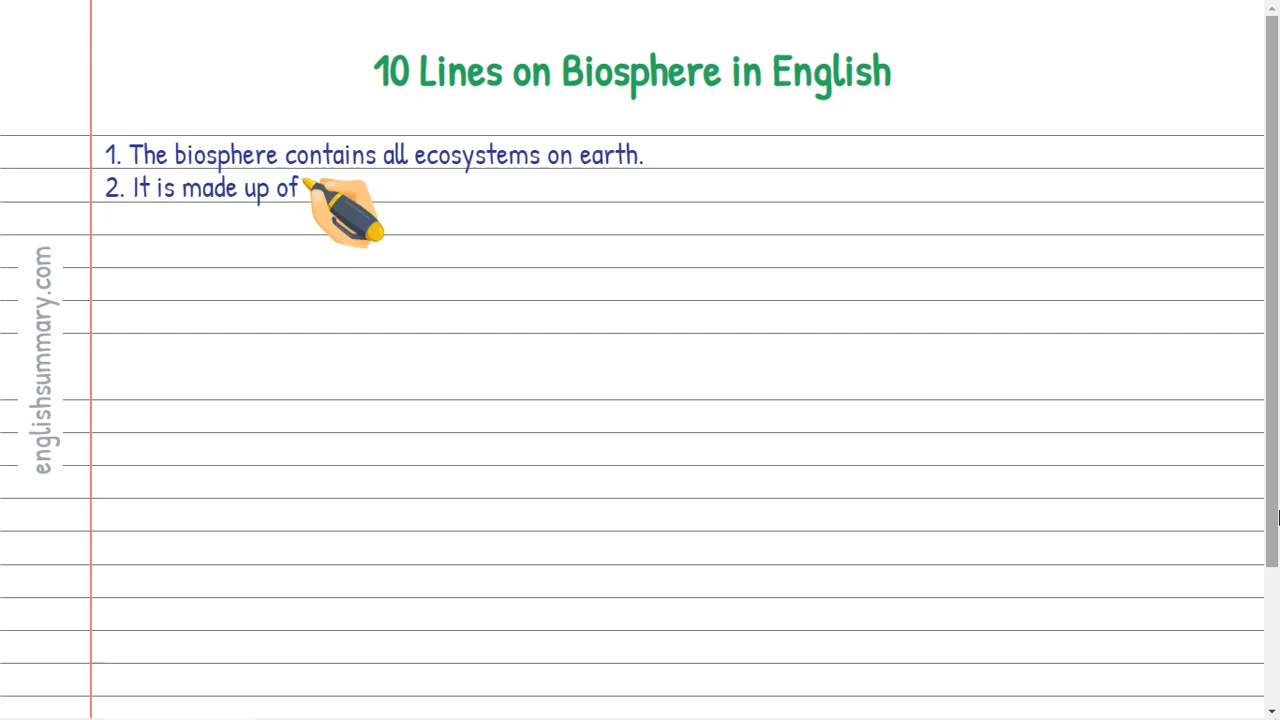 10 Lines on Biosphere in English
1. The biosphere contains all ecosystems on earth.
2. It is made up of
englishsummary.com